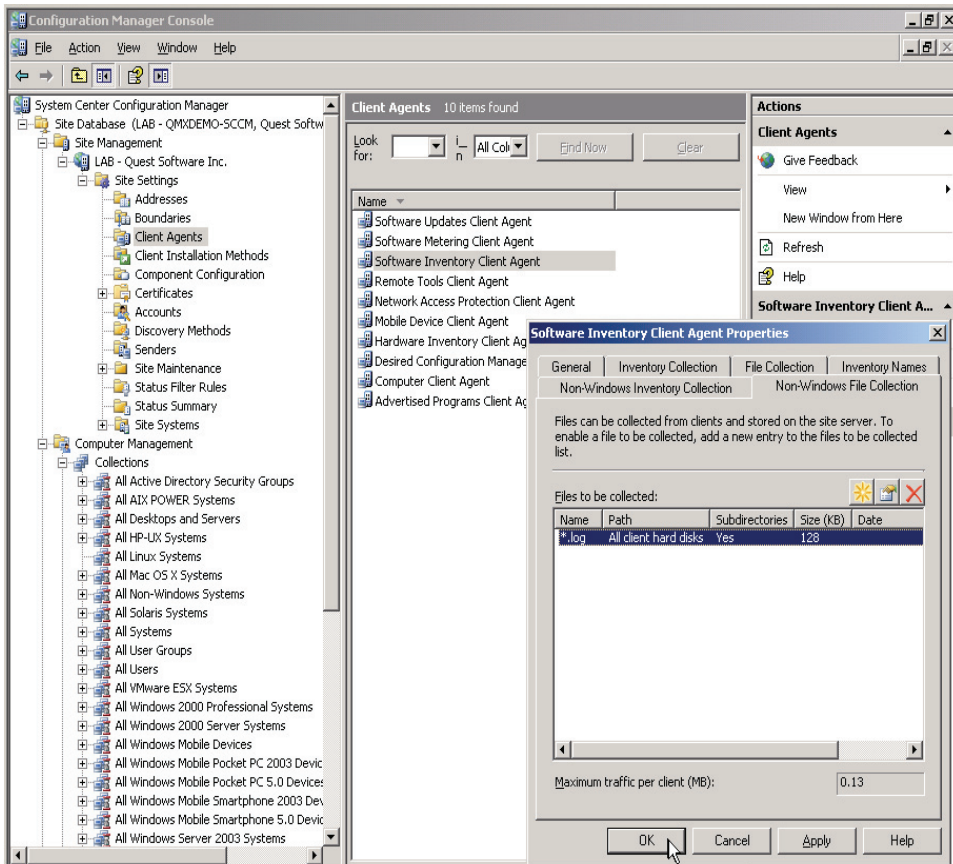 Configuration Manager Console
File Action View Window Help
System Center Configuration Manager
Site Database (LAB - QMXDEMO-SCCM, Quest Softw
Site Management
LAB - Quest Software Inc.
Site Settings
Addresses
Boundaries
Client Agents
Client Installation Methods
Component Configuration
Certificates
Accounts
Discovery Methods
Senders
Site Maintenance
Status Filter Rules
Status Summary
Site Systems
Computer Management
Collections
All Active Directory Security Groups
All AIX POWER Systems
All Desktops and Servers
All HP-UX Systems
All Linux Systems
All Mac OS X Systems
All Non-Windows Systems
All Solaris Systems
All Systems
All User Groups
All Users
All VMware ESX Systems
All Windows 2000 Professional Systems
All Windows 2000 Server Systems
All Windows Mobile Devices
All Windows Mobile Pocket PC 2003 Devic
All Windows Mobile Pocket PC 5.0 Devices
All Windows Mobile Smartphone 2003 Dev
All Windows Mobile Smartphone 5.0 Devic
All Windows Server 2003 Systems
Client Agents 10 items found
Look for: i n All Colu Find Now Clear
Name
Software Updates Client Agent
Software Metering Client Agent
Software Inventory Client Agent
Remote Tools Client Agent
Network Access Protection Client Agent
Mobile Device Client Agent
Hardware Inventory Client Ag
Desired Configuration Manage
Computer Client Agent
Advertised Programs Client Ag
Actions
Client Agents
Give Feedback
View
New Window from Here
Refresh
Help
Software Inventory Client A...
Software Inventory Client Agent Properties
General Inventory Collection File Collection Inventory Names
Non-Windows Inventory Collection Non-Windows File Collection
Files can be collected from clients and stored on the site server. To
enable a file to be collected, add a new entry to the files to be collected
list.
Files to be collected:
Name Path Subdirectories Size (KB) Date
*.log All client hard disks Yes 128
Maximum traffic per client (MB): 0.13
OK Cancel Apply Help